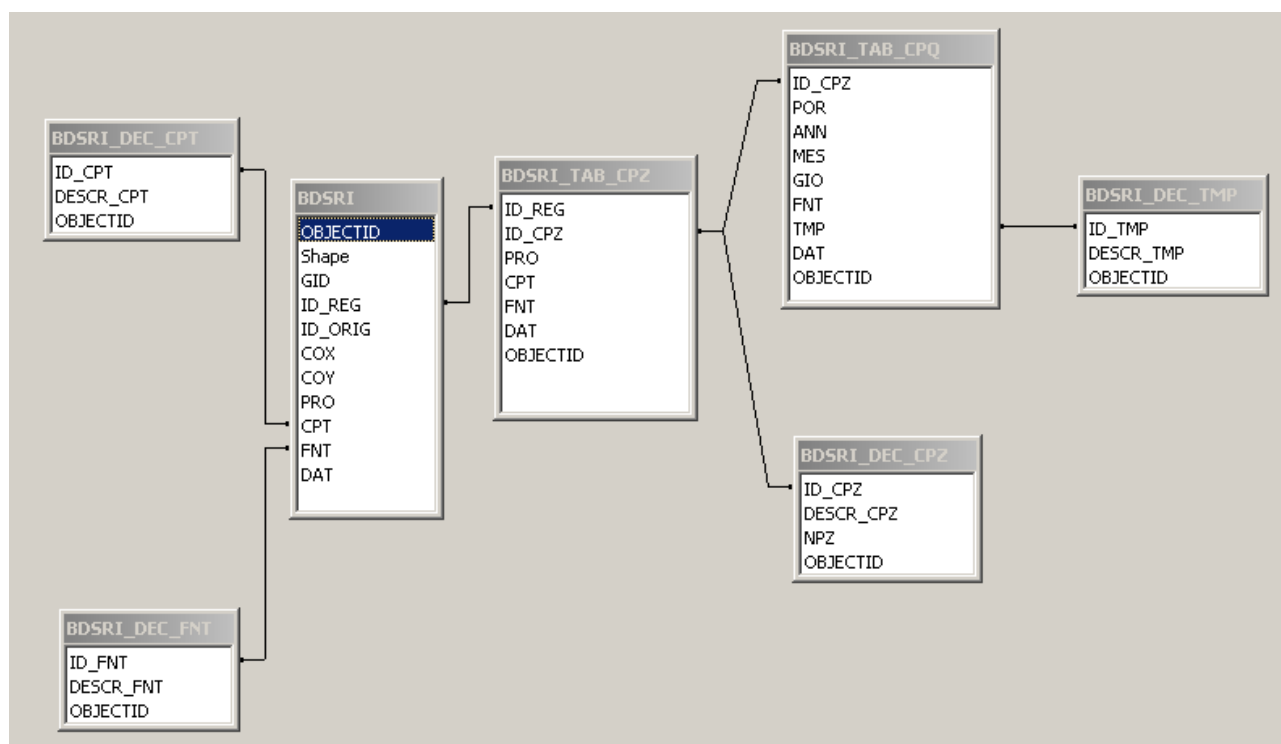 BDSRI_DEC_CPT
ID_CPT
DESCR_CPT
OBJECTID
BDSRI_DEC_FNT
ID_FNT
DESCR_FNT
OBJECTID
BDSRI
OBJECTID
Shape
GID
ID_REG
ID_ORIG
COX
COY
PRO
CPT
FNT
DAT
BDSRI_TAB_CPZ
ID_REG
ID_CPZ
PRO
CPT
FNT
DAT
OBJECTID
BDSRI_TAB_CPQ
ID_CPZ
POR
ANN
MES
GIO
FNT
TMP
DAT
OBJECTID
BDSRI_DEC_CPZ
ID_CPZ
DESCR_CPZ
NPZ
OBJECTID
BDSRI_DEC_TMP
ID_TMP
DESCR_TMP
OBJECTID